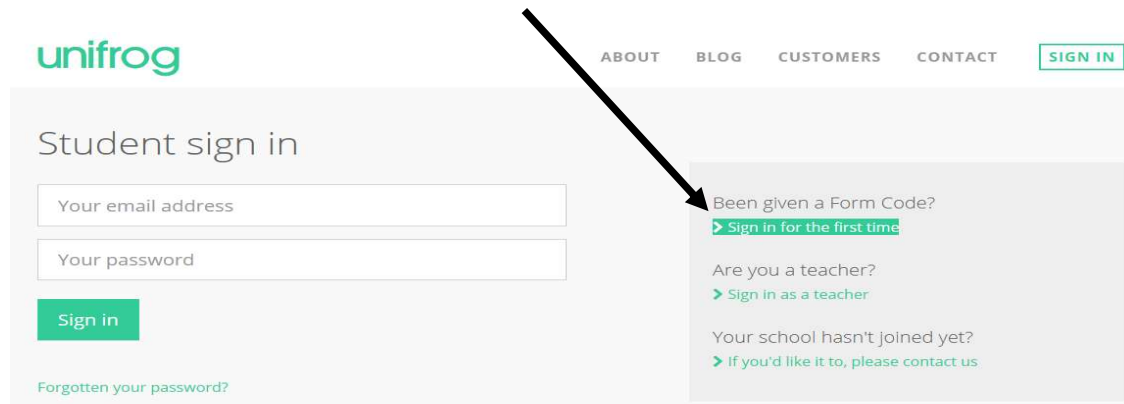 unifrog
ABOUT BLOG CUSTOMERS CONTACT SIGN IN
Student sign in
Your email address
Your password
Sign in
Forgotten your password?
Been given a Form Code?
Sign in for the first time
Are you a teacher?
Sign in as a teacher
Your school hasn't joined yet?
If you'd like it to, please contact us